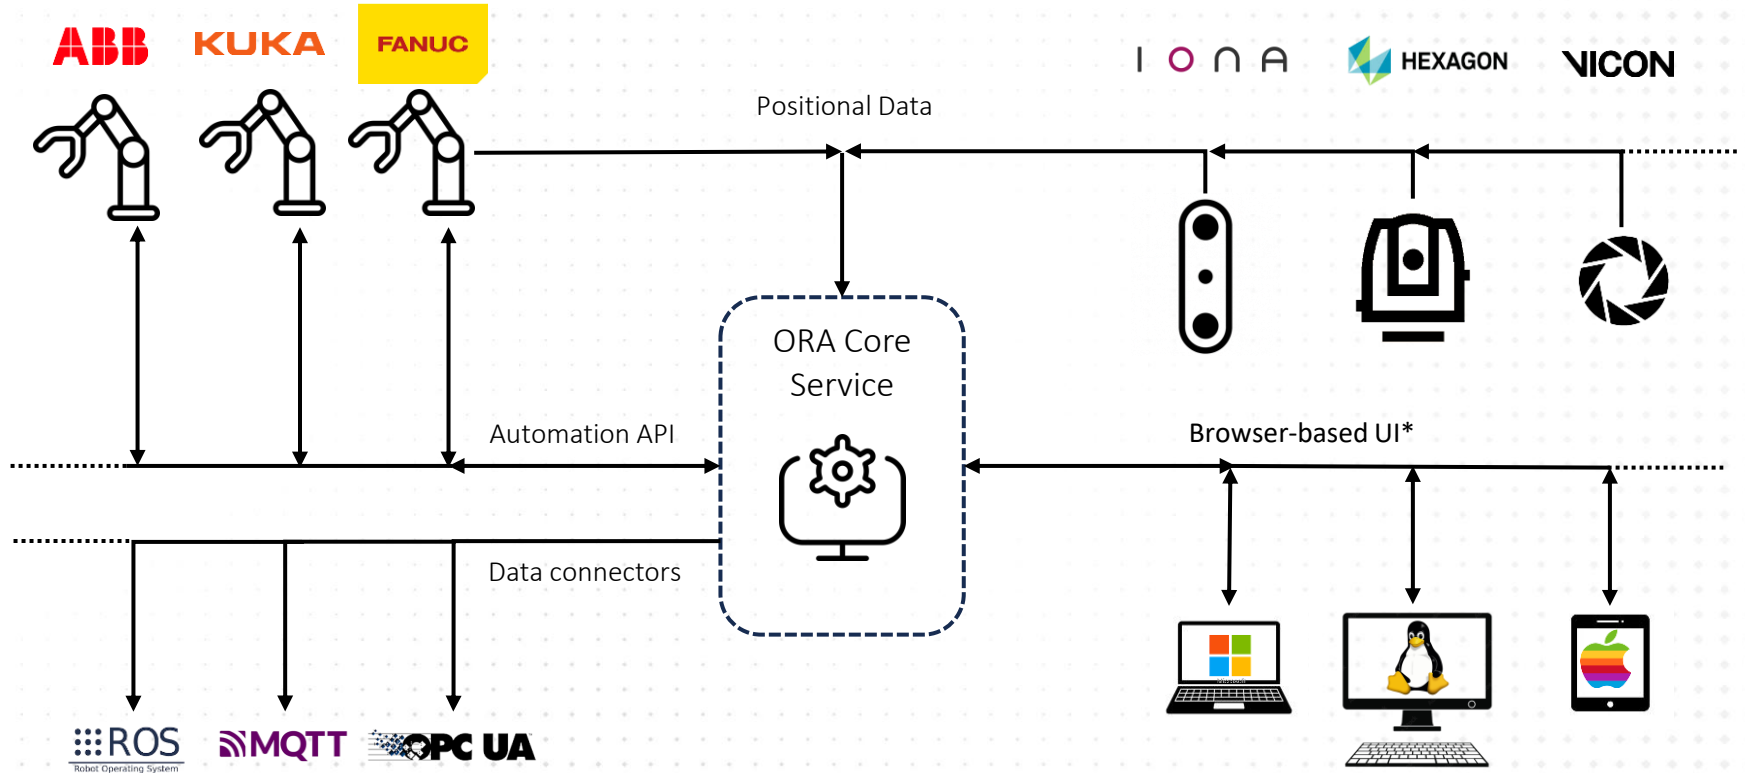 ABB
KUKA
FANUC
IONA
HEXAGON
VICON
Positional Data
ORA Core
Service
Automation API
Browser-based UI*
Data connectors
ROS
Robot Operating System
MQTT
OPC UA